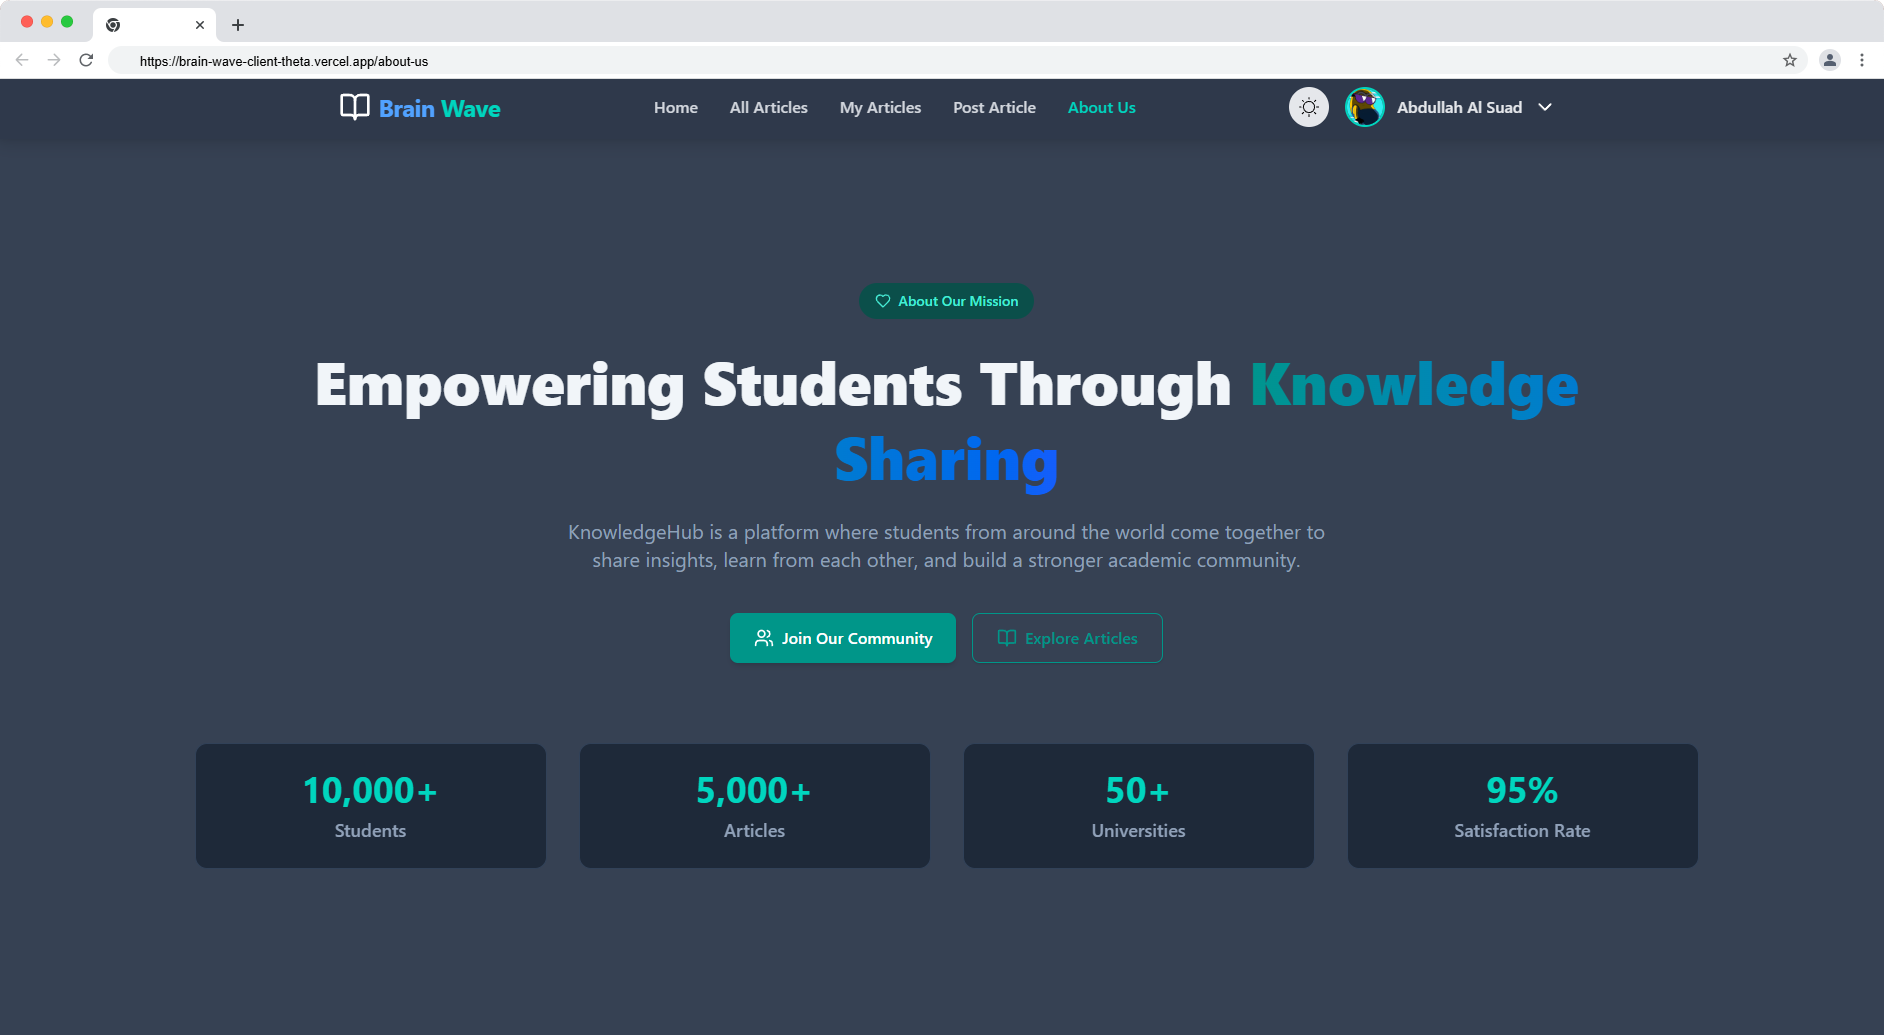 https://brain-wave-client-theta.vercel.app/about-us
Brain Wave
Home
All Articles
My Articles
Post Article
About Us
Abdullah Al Suad
About Our Mission
Empowering Students Through Knowledge
Sharing
KnowledgeHub is a platform where students from around the world come together to
share insights, learn from each other, and build a stronger academic community.
Join Our Community
Explore Articles
10,000+
Students
5,000+
Articles
50+
Universities
95%
Satisfaction Rate